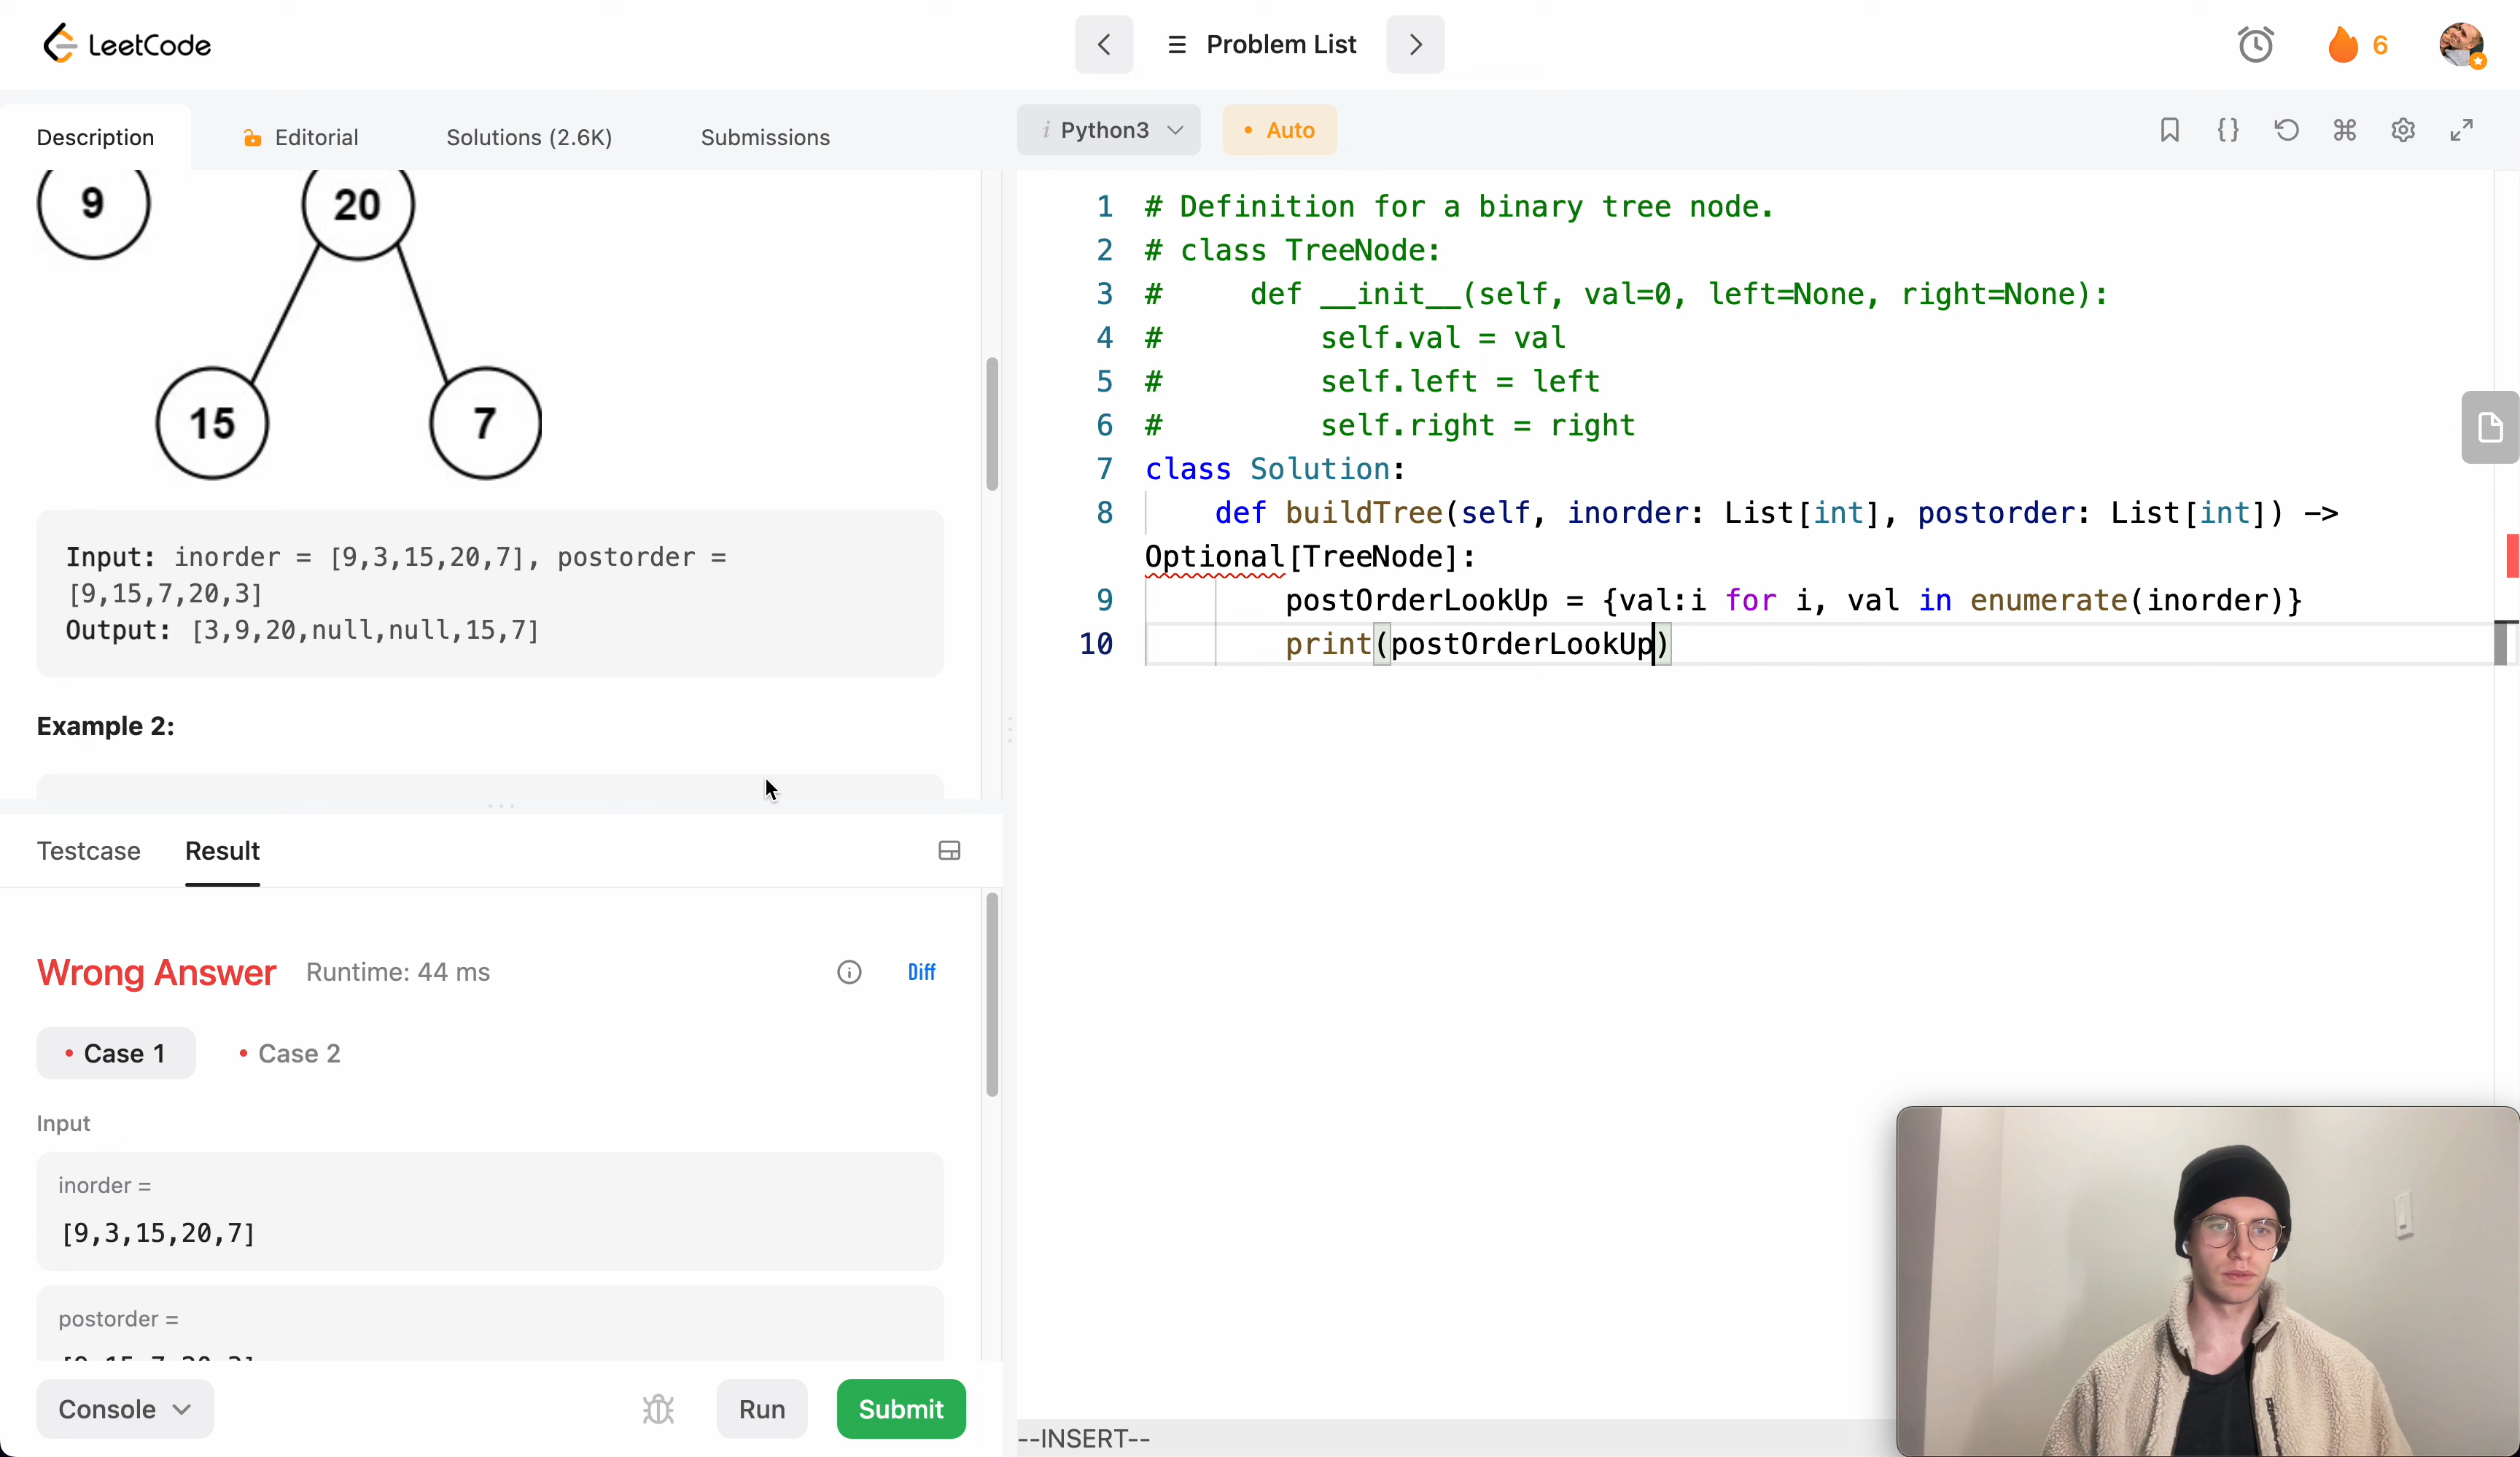 LeetCode
Problem List
6
Description
Editorial
Solutions (2.6K)
Submissions
9
20
15
7
Input: inorder = [9,3,15,20,7], postorder =
[9,15,7,20,3]
Output: [3,9,20,null,null,15,7]
Example 2:
Testcase
Result
Wrong Answer
Runtime: 44 ms
Diff
Case 1
Case 2
Input
inorder =
[9,3,15,20,7]
postorder =
Console
Run
Submit
i Python3
Auto
1 # Definition for a binary tree node.
2 # class TreeNode:
3 #     def __init__(self, val=0, left=None, right=None):
4 #         self.val = val
5 #         self.left = left
6 #         self.right = right
7 class Solution:
8     def buildTree(self, inorder: List[int], postorder: List[int]) ->
Optional[TreeNode]:
9         postOrderLookUp = {val:i for i, val in enumerate(inorder)}
10         print(postOrderLookUp)
--INSERT--